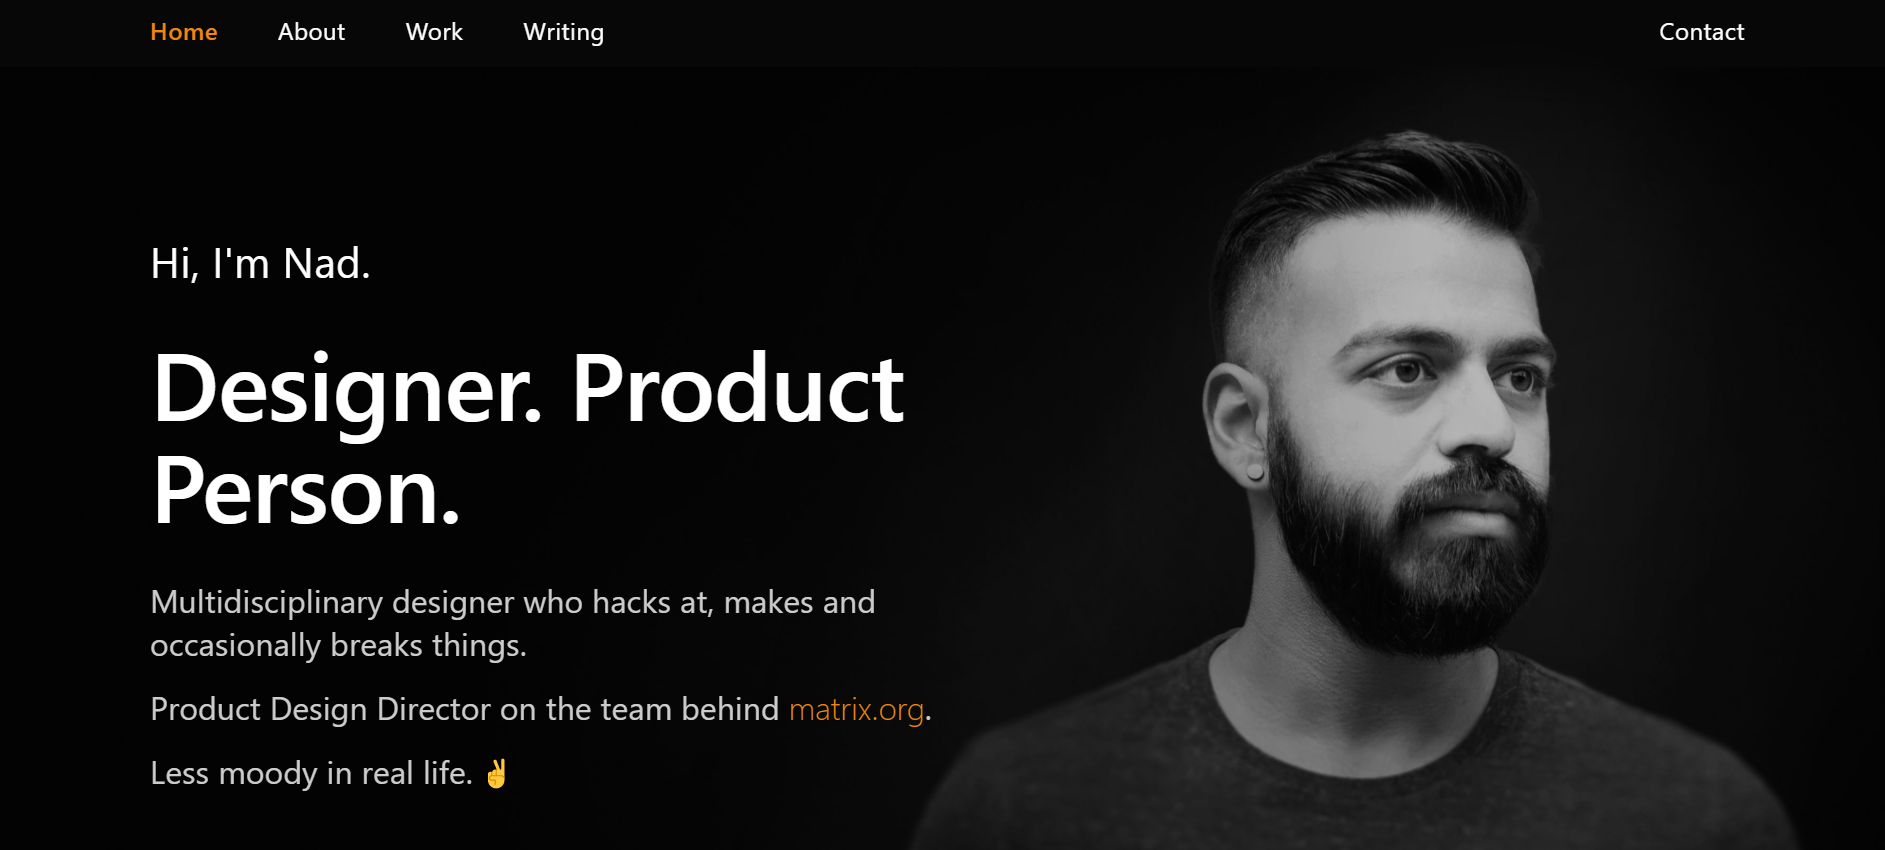 Home About Work Writing Contact
Hi, I'm Nad.
Designer. Product
Person.
Multidisciplinary designer who hacks at, makes and
occasionally breaks things.
Product Design Director on the team behind matrix.org.
Less moody in real life. ✌️